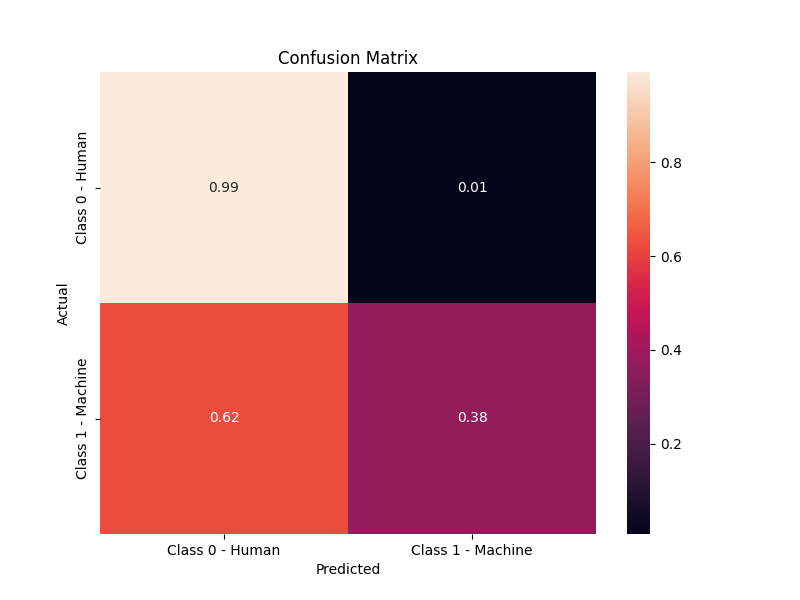 Confusion Matrix
Class 0 - Human
0.99
0.01
0.8
0.6
Actual
0.4
Class 1 - Machine
0.62
0.38
0.2
Class 0 - Human
Class 1 - Machine
Predicted